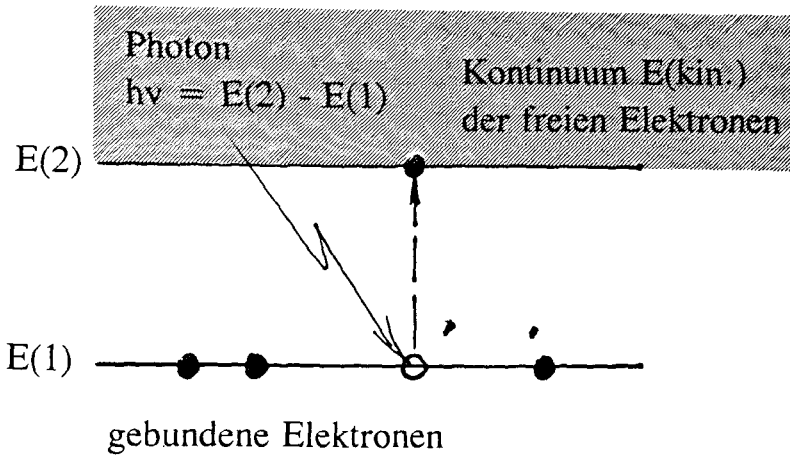 Photon
hν = E(2) - E(1)
Kontinuum E(kin.)
der freien Elektronen
E(2)
E(1)
gebundene Elektronen